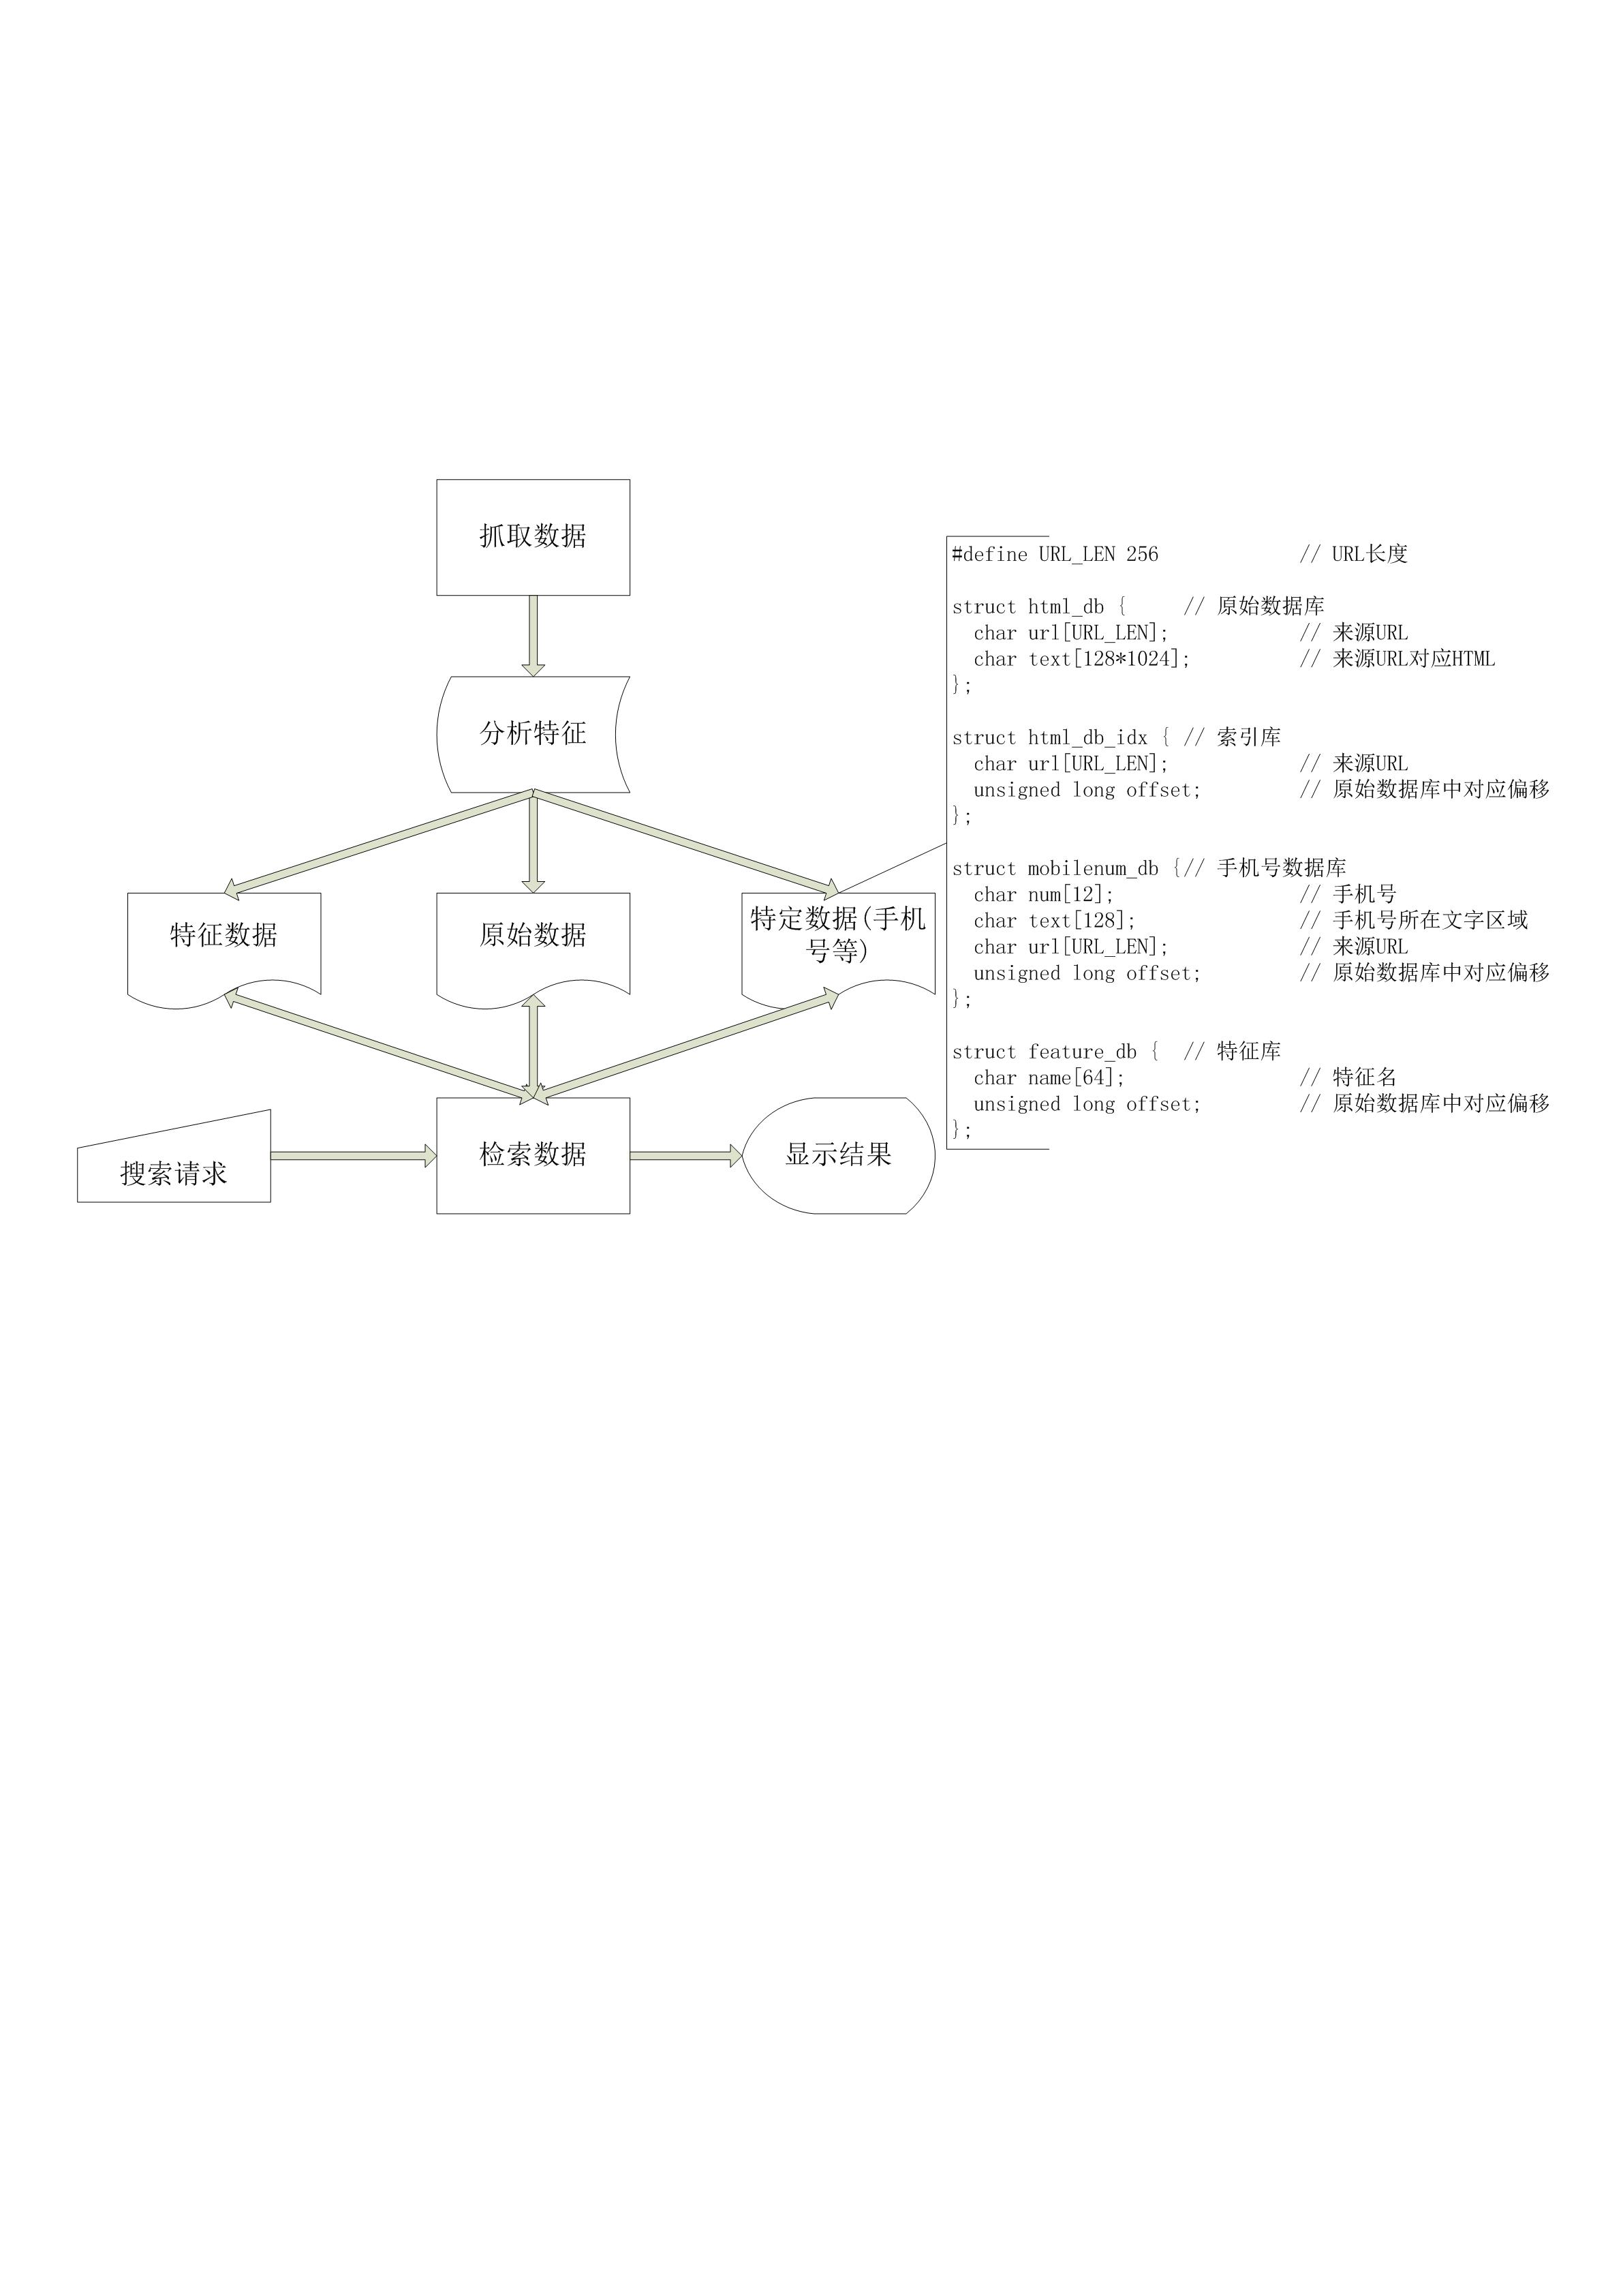 抓取数据
分析特征
特征数据
原始数据
特定数据(手机
号等)
搜索请求
检索数据
显示结果
#define URL_LEN 256 // URL长度
struct html_db { // 原始数据库
char url[URL_LEN]; // 来源URL
char text[128*1024]; // 来源URL对应HTML
};
struct html_db_idx { // 索引库
char url[URL_LEN]; // 来源URL
unsigned long offset; // 原始数据库中对应偏移
};
struct mobilenum_db {// 手机号数据库
char num[12]; // 手机号
char text[128]; // 手机号所在文字区域
char url[URL_LEN]; // 来源URL
unsigned long offset; // 原始数据库中对应偏移
};
struct feature_db { // 特征库
char name[64]; // 特征名
unsigned long offset; // 原始数据库中对应偏移
};